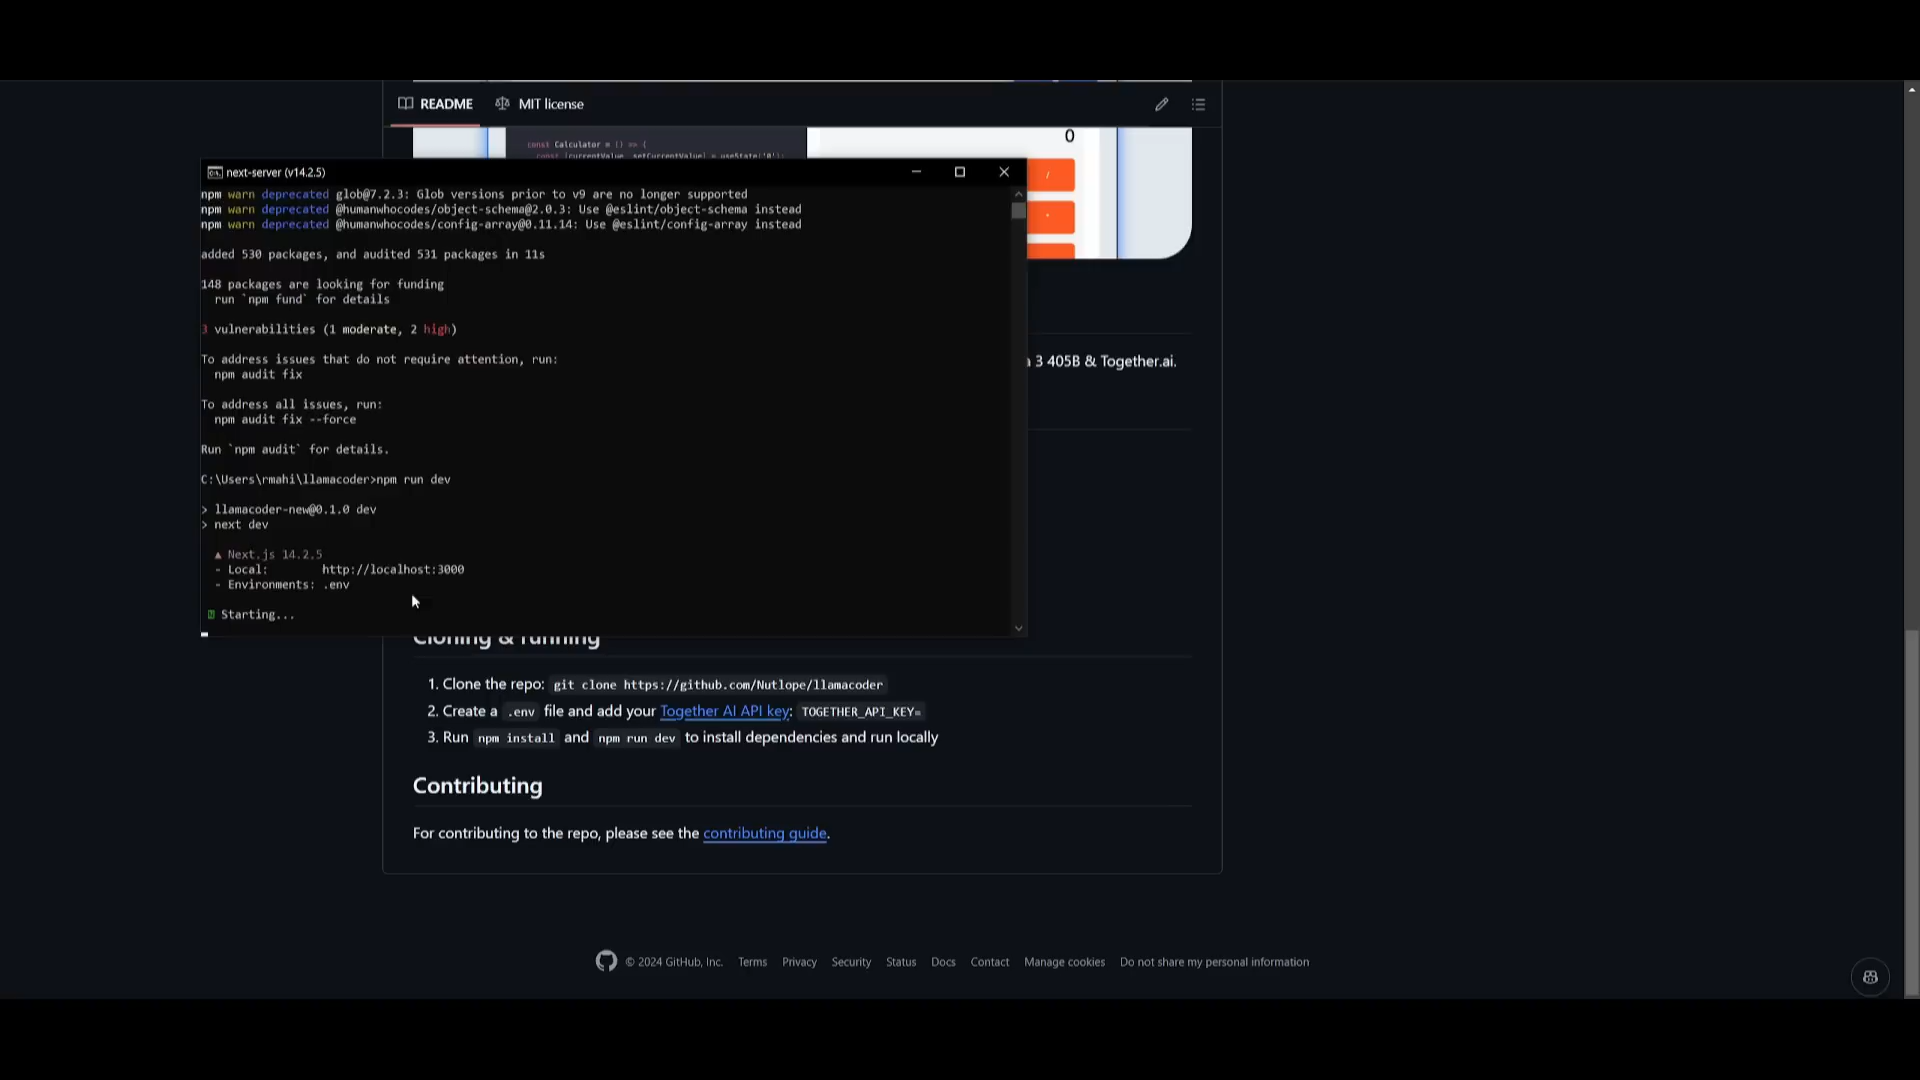 README
MIT license
const Calculator = () => {
const [currentValue, setCurrentValue] = useState('0');
0
/
next-server (v14.2.5)
npm warn deprecated glob@7.2.3: Glob versions prior to v9 are no longer supported
npm warn deprecated @humanwhocodes/object-schema@2.0.3: Use @eslint/object-schema instead
npm warn deprecated @humanwhocodes/config-array@0.11.14: Use @eslint/config-array instead
added 530 packages, and audited 531 packages in 11s
148 packages are looking for funding
run `npm fund` for details
3 vulnerabilities (1 moderate, 2 high)
To address issues that do not require attention, run:
npm audit fix
To address all issues, run:
npm audit fix --force
Run `npm audit` for details.
C:\Users\rmahi\llamacoder>npm run dev
> llamacoder-new@0.1.0 dev
> next dev
▲ Next.js 14.2.5
- Local: http://localhost:3000
- Environments: .env
Starting...
3 405B & Together.ai.
Cloning & running
1. Clone the repo: git clone https://github.com/Nutlope/llamacoder
2. Create a .env file and add your Together AI API key: TOGETHER_API_KEY=
3. Run npm install and npm run dev to install dependencies and run locally
Contributing
For contributing to the repo, please see the contributing guide.
© 2024 GitHub, Inc. Terms Privacy Security Status Docs Contact Manage cookies Do not share my personal information